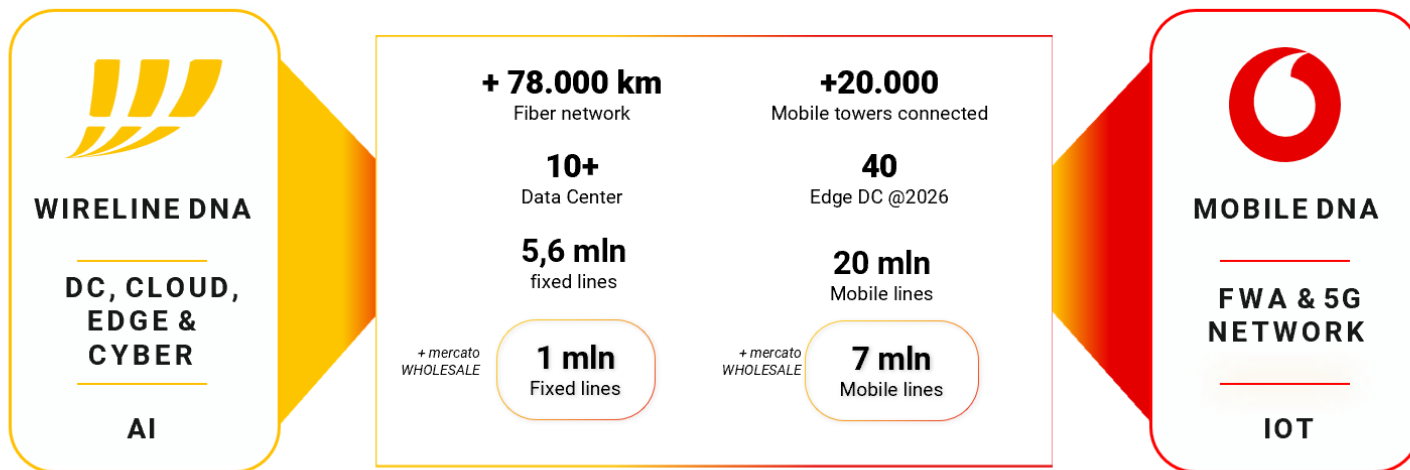 WIRELINE DNA
DC, CLOUD,
EDGE &
CYBER
AI
+ 78.000 km
Fiber network
+20.000
Mobile towers connected
10+
Data Center
40
Edge DC @2026
5,6 mln
fixed lines
20 mln
Mobile lines
+ mercato
WHOLESALE
1 mln
Fixed lines
+ mercato
WHOLESALE
7 mln
Mobile lines
MOBILE DNA
FWA & 5G
NETWORK
IOT